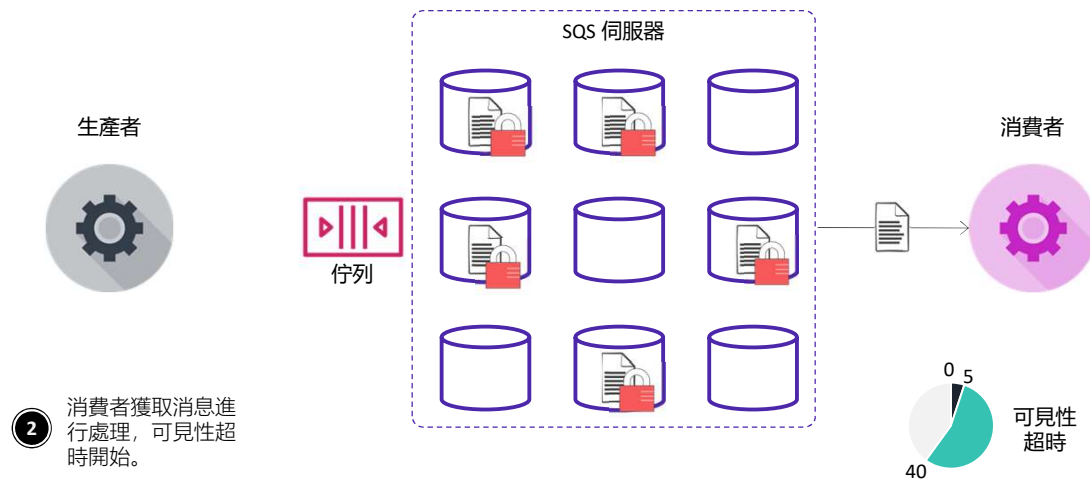 SQS 伺服器
生產者
消費者
佇列
2
消費者獲取消息進
行處理，可見性超
時開始。
0
5
40
可見性
超時